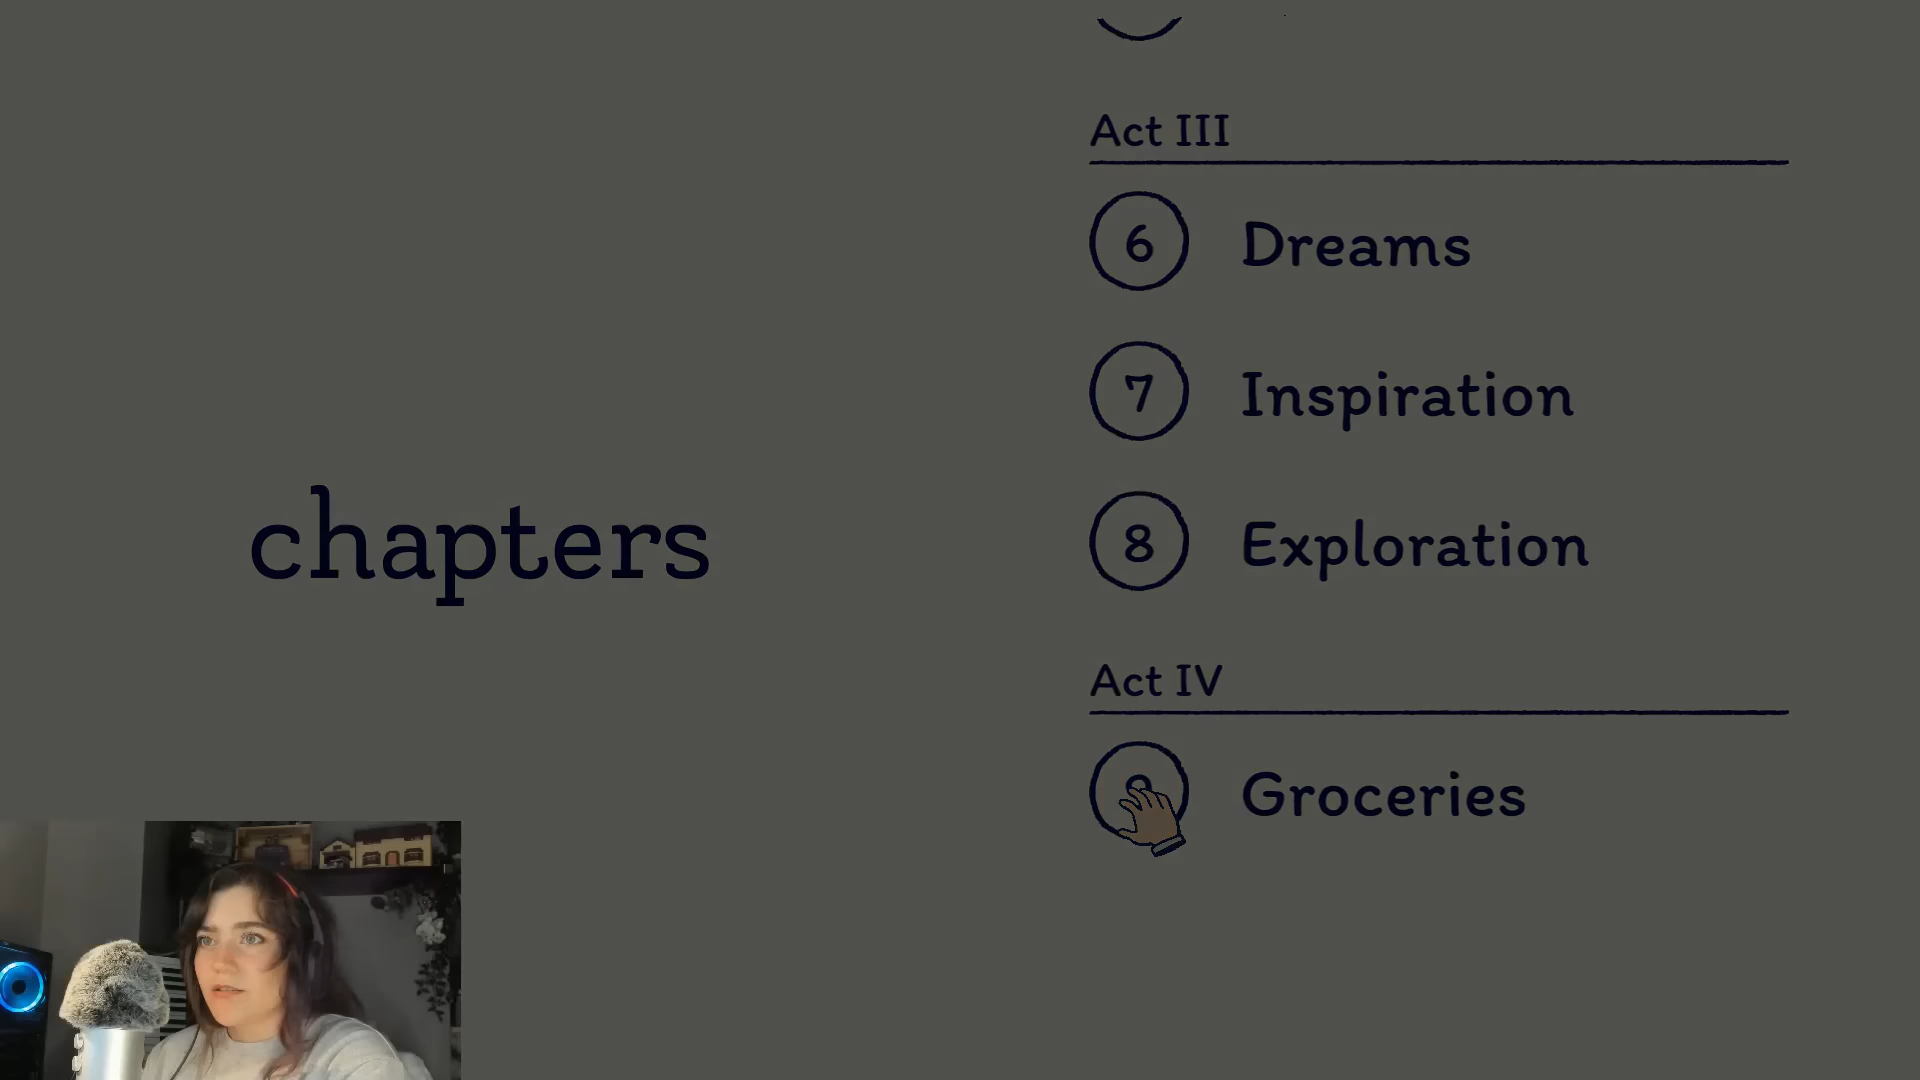 chapters
Act III
6 Dreams
7 Inspiration
8 Exploration
Act IV
Groceries